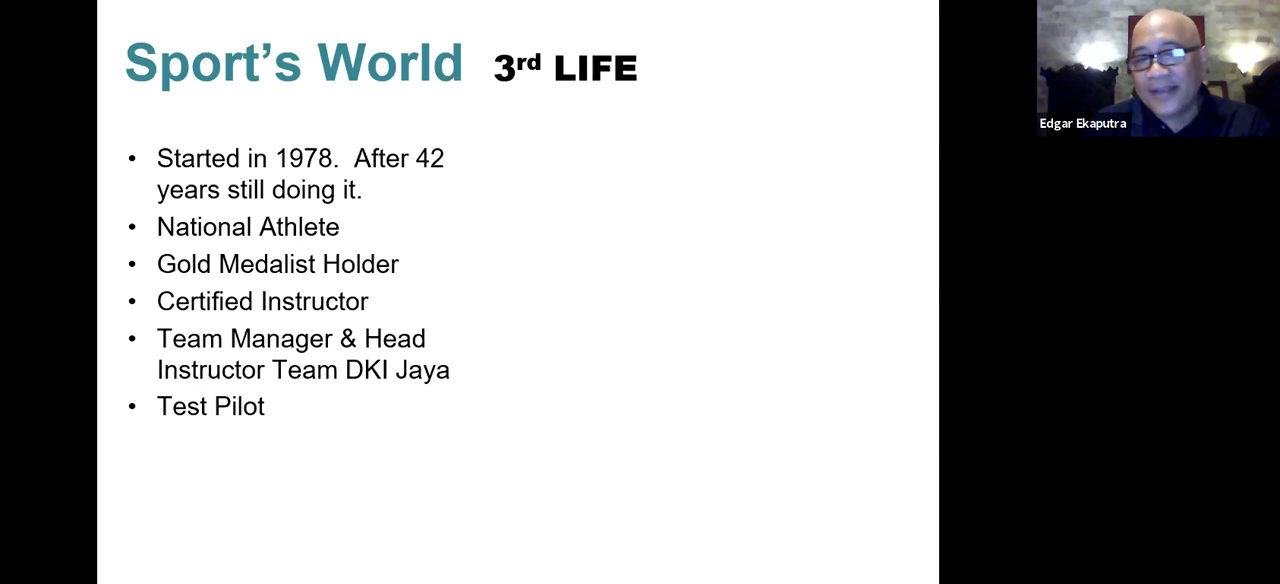 Sport’s World 3rd LIFE
• Started in 1978.  After 42
years still doing it.
• National Athlete
• Gold Medalist Holder
• Certified Instructor
• Team Manager & Head
Instructor Team DKI Jaya
• Test Pilot
Edgar Ekaputra